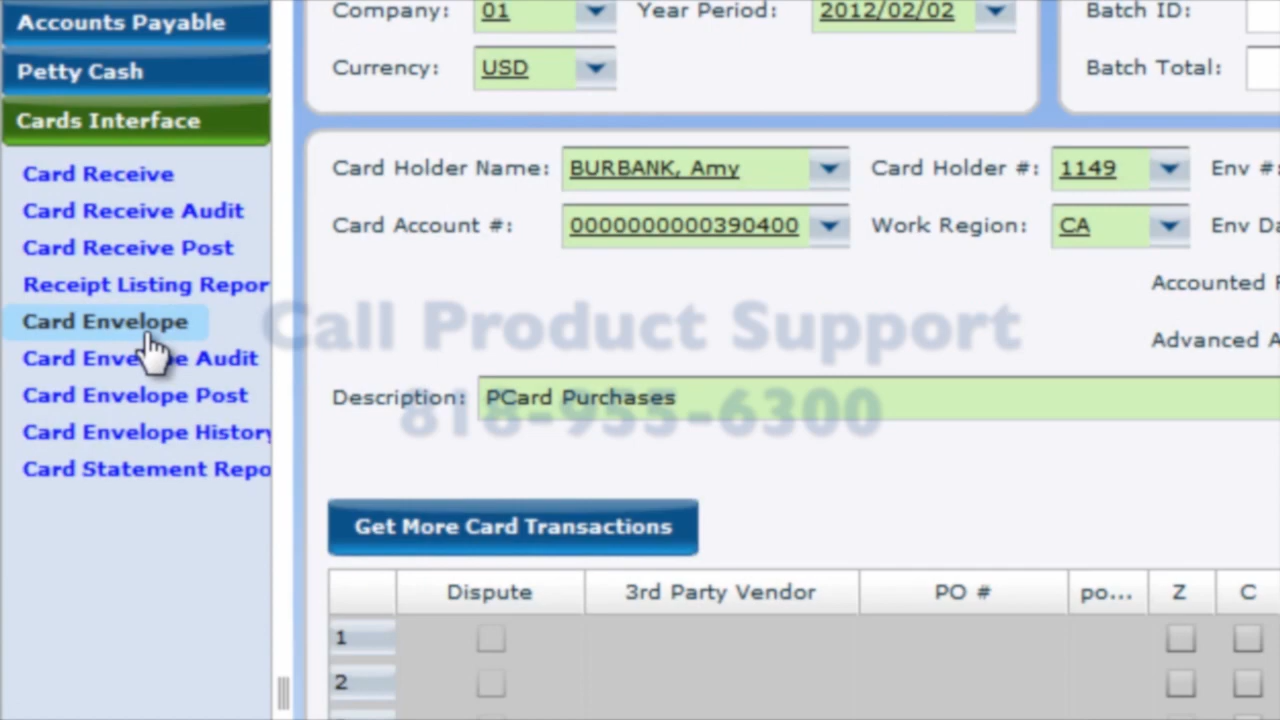 Accounts Payable
Petty Cash
Cards Interface
Card Receive
Card Receive Audit
Card Receive Post
Receipt Listing Repor
Card Envelope
Card Envelope Audit
Card Envelope Post
Card Envelope History
Card Statement Repo
Company: 01 Year Period: 2012/02/02 Batch ID:
Currency: USD Batch Total:
Card Holder Name: BURBANK, Amy Card Holder #: 1149 Env #:
Card Account #: 0000000000390400 Work Region: CA Env Da
Accounted
Call Product Support
Advanced A
Description: PCard Purchases
818-955-6300
Get More Card Transactions
Dispute 3rd Party Vendor PO # po... Z C
1
2